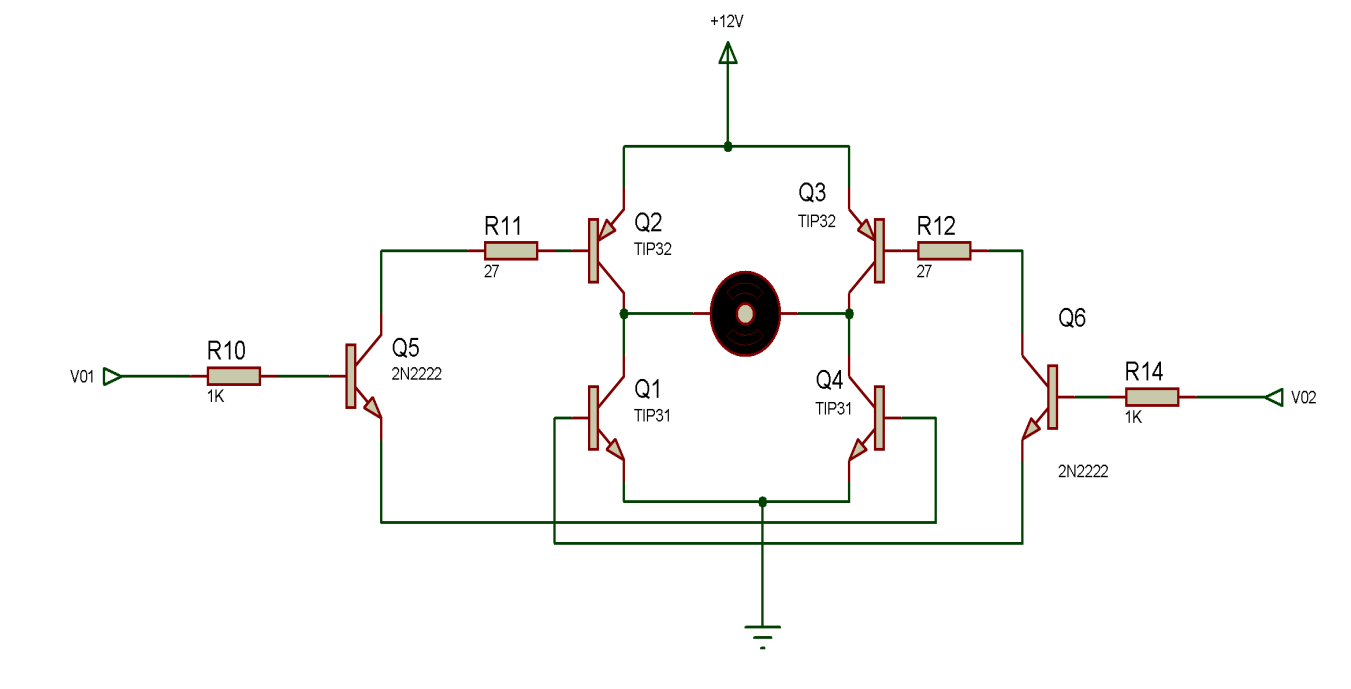 +12V
Q3
TIP32
R11
27
Q2
TIP32
R12
27
Q6
R10
1K
V01
Q5
2N2222
Q1
TIP31
Q4
TIP31
R14
1K
V02
2N2222